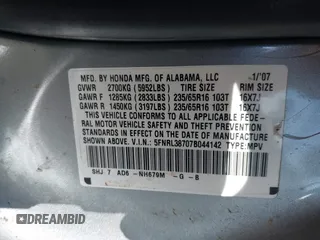 MFD. BY HONDA MFG. OF ALABAMA, LLC 1/'07
GVWR 2700KG (5952LBS) TIRE SIZE RIM SIZE
GAWR F 1285KG (2833LBS) 235/65R16 103T 16X7J
GAWR R 1450KG (3197LBS) 235/65R16 103T 16X7J
THIS VEHICLE CONFORMS TO ALL APPLICABLE FEDE-
RAL MOTOR VEHICLE SAFETY AND THEFT PREVENTION
STANDARDS IN EFFECT ON THE DATE OF MANUFACTURE
SHOWN ABOVE. V.I.N.: 5FNRL38707B044142 TYPE:MPV
SHJ 7 AD6 -NH679M -G -B
DREAMBID